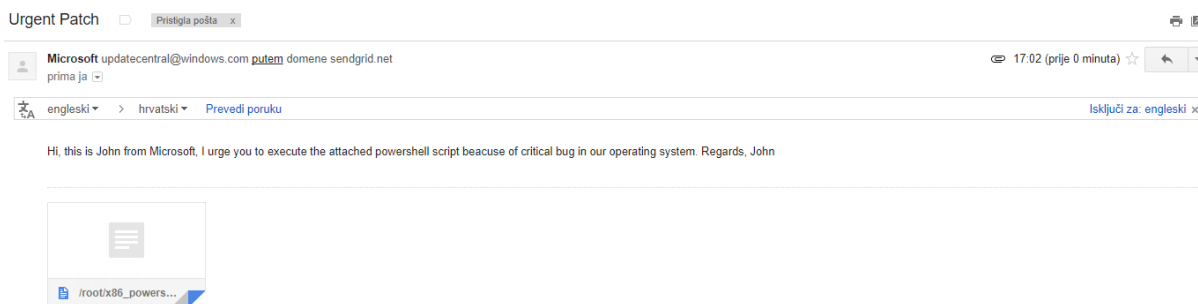 Urgent Patch Pristigla pošta x
Microsoft updatecentral@windows.com putem domene sendgrid.net 17:02 (prije 0 minuta)
prima ja
engleski > hrvatski Prevedi poruku Isključi za: engleski x
Hi, this is John from Microsoft, I urge you to execute the attached powershell script beacuse of critical bug in our operating system. Regards, John
/root/x86_powers...